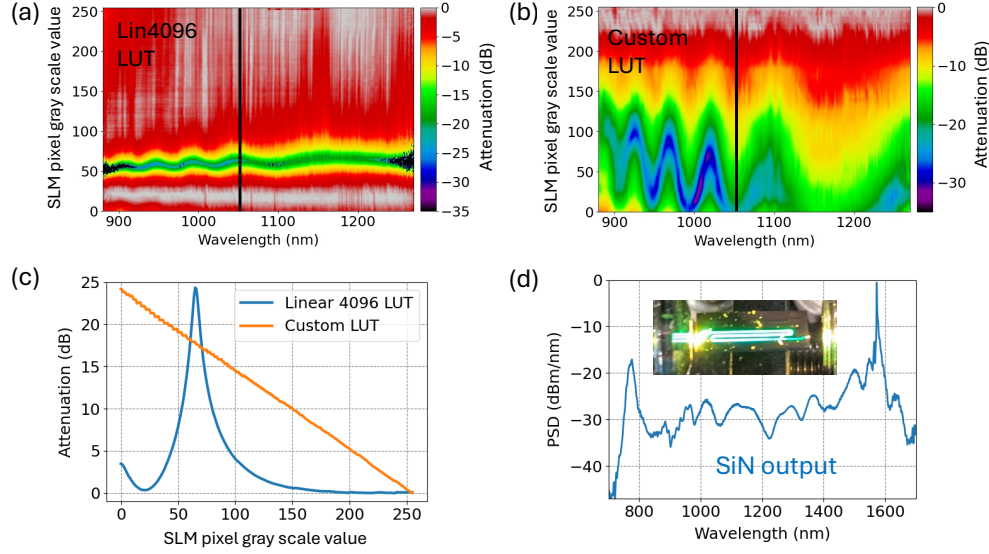 (a)
Lin4096
LUT
SLM pixel gray scale value
250
200
150
100
50
0
900
1000
1100
1200
Wavelength (nm)
0
−5
−10
−15
−20
−25
−30
−35
Attenuation (dB)
(b)
Custom
LUT
SLM pixel gray scale value
250
200
150
100
50
0
900
1000
1100
1200
Wavelength (nm)
0
−10
−20
−30
Attenuation (dB)
(c)
Attenuation (dB)
25
20
15
10
5
0
Linear 4096 LUT
Custom LUT
0
50
100
150
200
250
SLM pixel gray scale value
(d)
PSD (dBm/nm)
0
−10
−20
−30
−40
SiN output
800
1000
1200
1400
1600
Wavelength (nm)